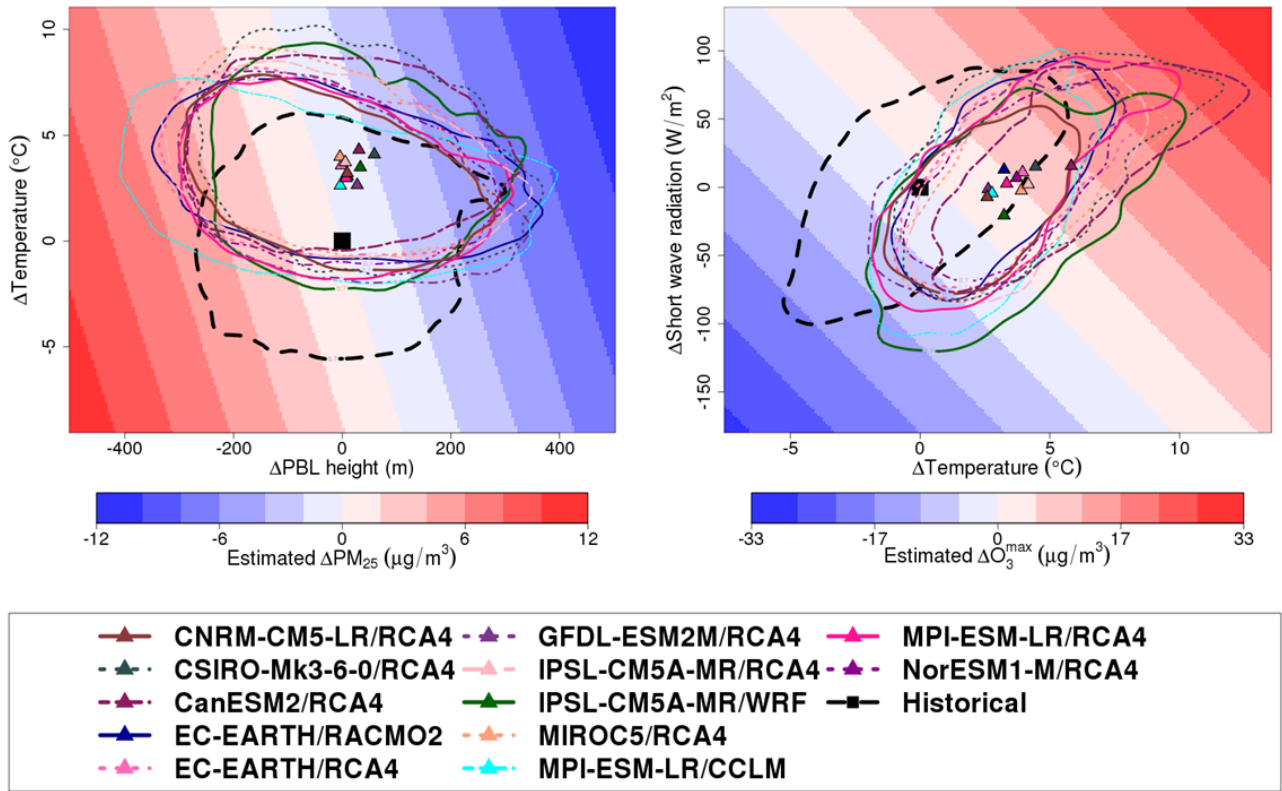 10
5
0
-5
ΔTemperature (°C)
-400 -200 0 200 400
ΔPBL height (m)
-12 -6 0 6 12
Estimated ΔPM₂₅ (μg/m³)
100
50
0
-50
-100
-150
ΔShort wave radiation (W/m²)
-5 0 5 10
ΔTemperature (°C)
-33 -17 0 17 33
Estimated ΔO₃ᵐᵃˣ (μg/m³)
CNRM-CM5-LR/RCA4 GFDL-ESM2M/RCA4 MPI-ESM-LR/RCA4
CSIRO-Mk3-6-0/RCA4 IPSL-CM5A-MR/RCA4 NorESM1-M/RCA4
CanESM2/RCA4 IPSL-CM5A-MR/WRF Historical
EC-EARTH/RACMO2 MIROC5/RCA4
EC-EARTH/RCA4 MPI-ESM-LR/CCLM